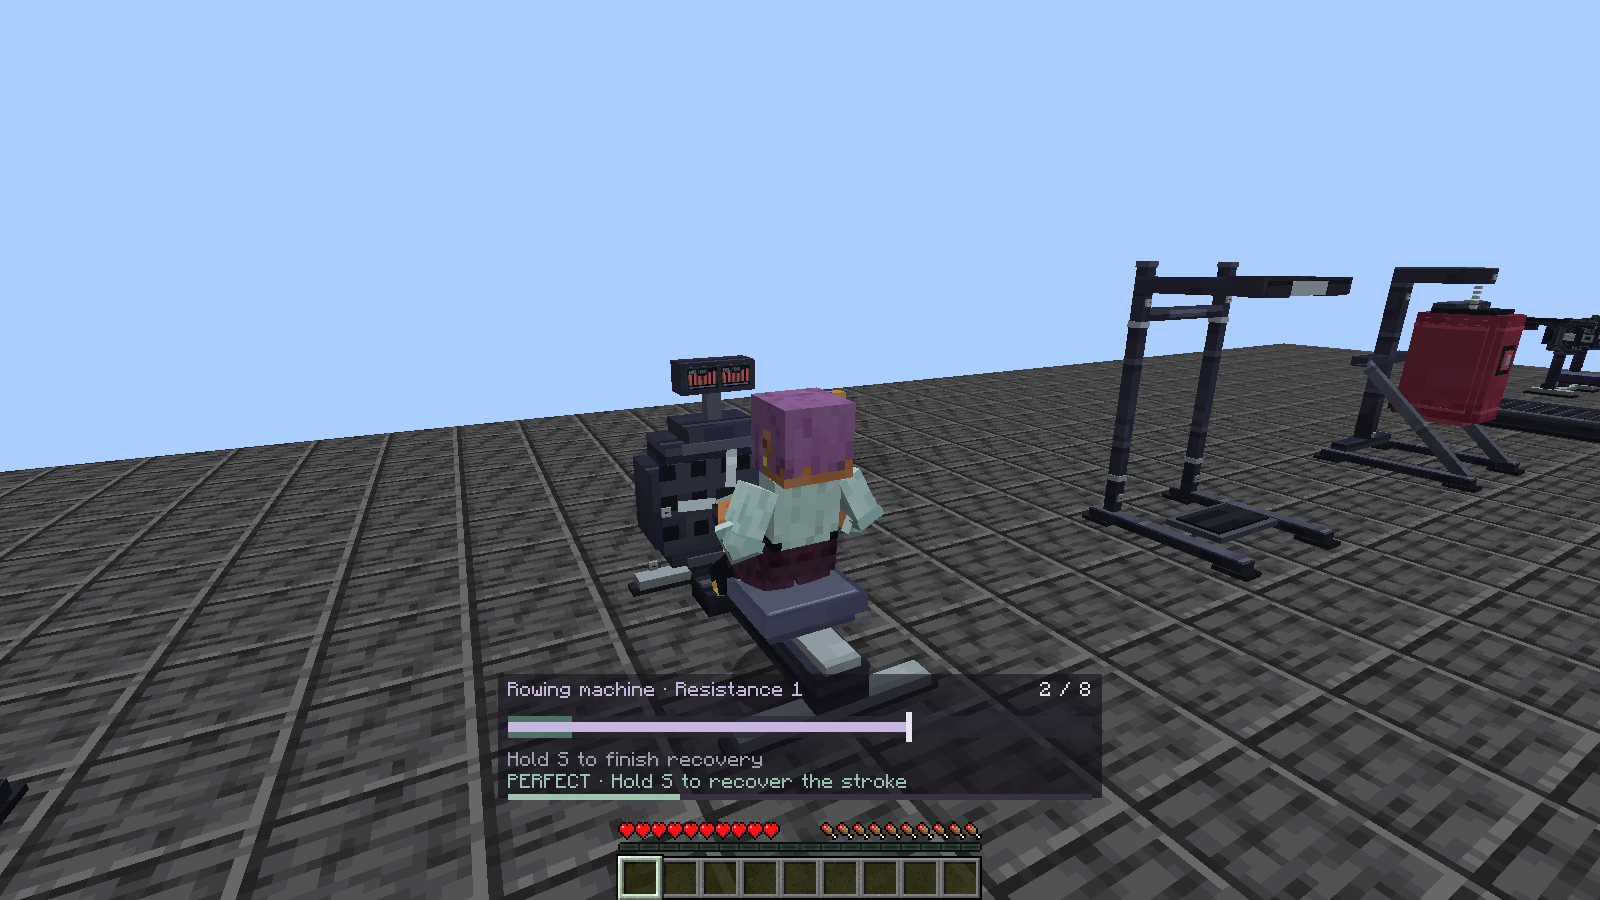 Rowing machine · Resistance 1
2 / 8
Hold S to finish recovery
PERFECT · Hold S to recover the stroke